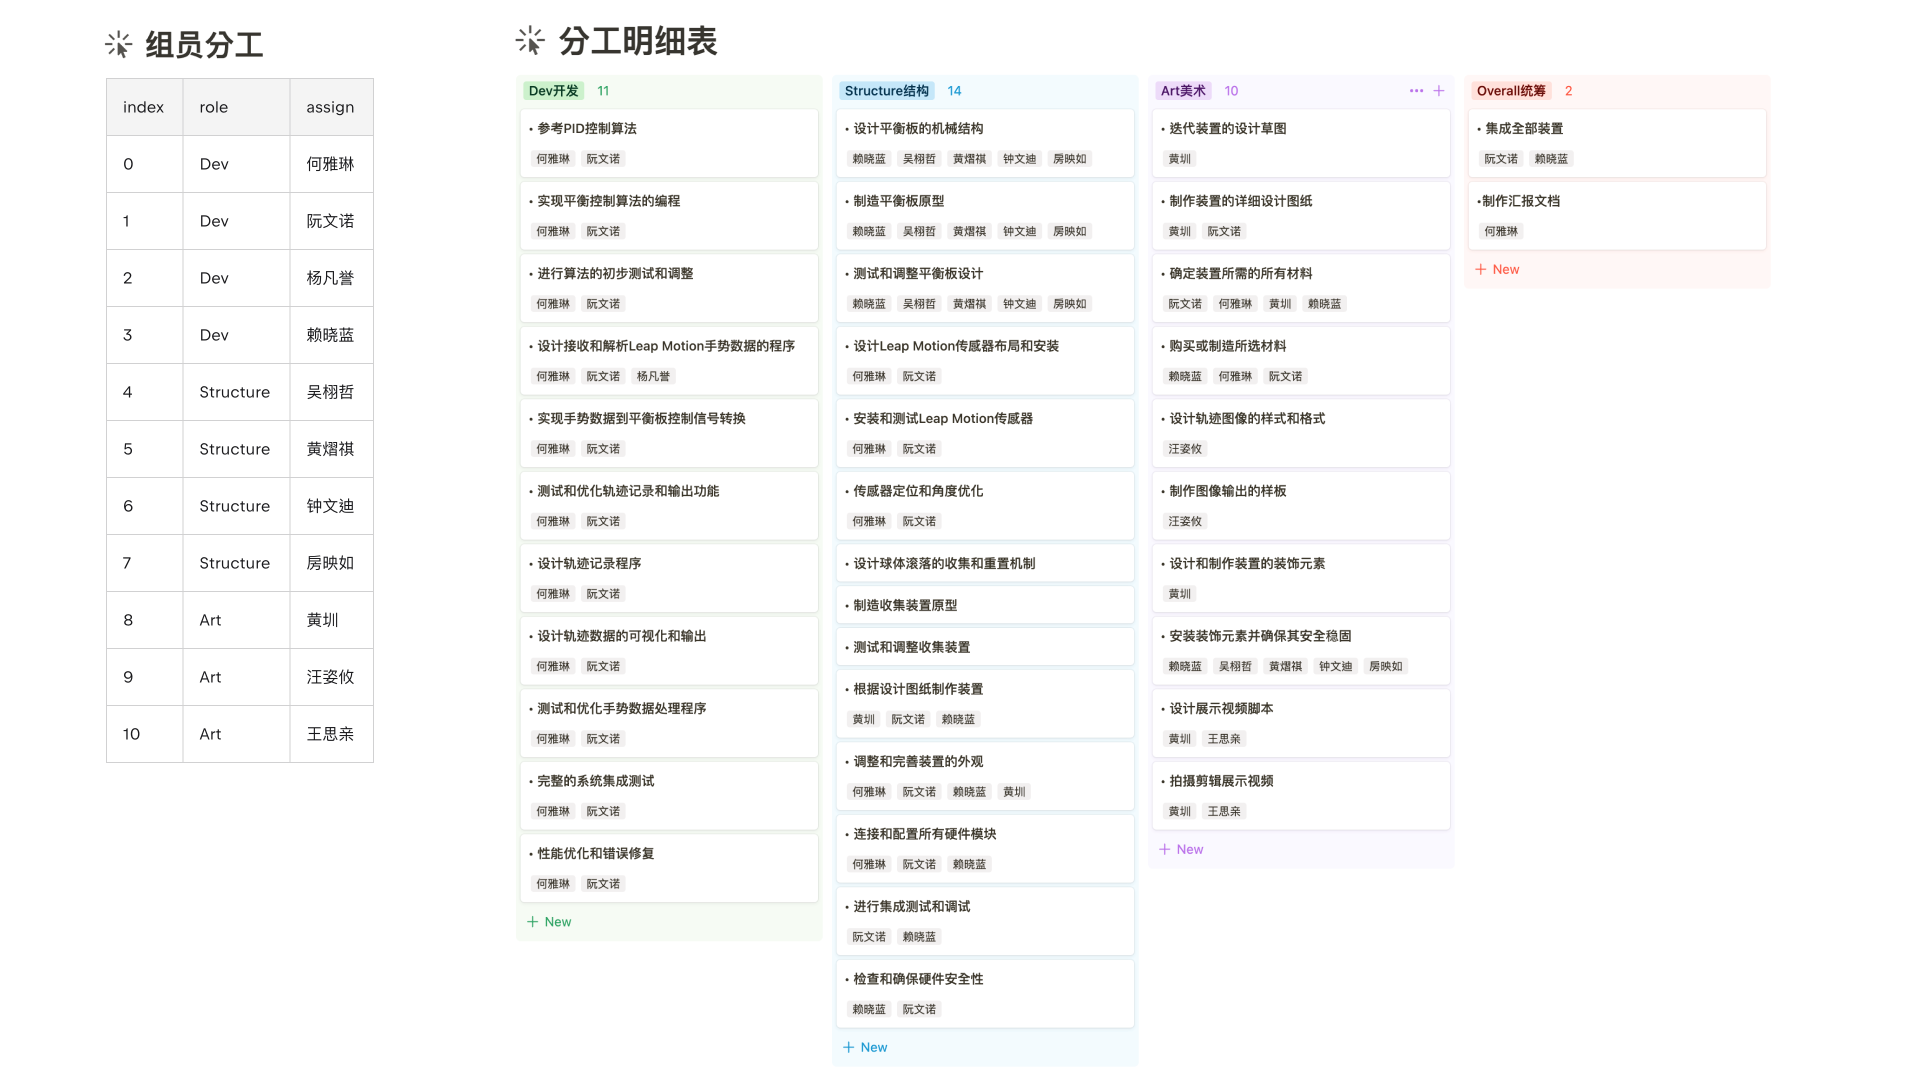 组员分工
index role assign
0 Dev 何雅琳
1 Dev 阮文诺
2 Dev 杨凡誉
3 Dev 赖晓蓝
4 Structure 吴栩哲
5 Structure 黄熠祺
6 Structure 钟文迪
7 Structure 房映如
8 Art 黄圳
9 Art 汪姿攸
10 Art 王思亲
分工明细表
Dev开发 11
• 参考PID控制算法
何雅琳 阮文诺
• 实现平衡控制算法的编程
何雅琳 阮文诺
• 进行算法的初步测试和调整
何雅琳 阮文诺
• 设计接收和解析Leap Motion手势数据的程序
何雅琳 阮文诺 杨凡誉
• 实现手势数据到平衡板控制信号转换
何雅琳 阮文诺
• 测试和优化轨迹记录和输出功能
何雅琳 阮文诺
• 设计轨迹记录程序
何雅琳 阮文诺
• 设计轨迹数据的可视化和输出
何雅琳 阮文诺
• 测试和优化手势数据处理程序
何雅琳 阮文诺
• 完整的系统集成测试
何雅琳 阮文诺
• 性能优化和错误修复
何雅琳 阮文诺
+ New
Structure结构 14
• 设计平衡板的机械结构
赖晓蓝 吴栩哲 黄熠祺 钟文迪 房映如
• 制造平衡板原型
赖晓蓝 吴栩哲 黄熠祺 钟文迪 房映如
• 测试和调整平衡板设计
赖晓蓝 吴栩哲 黄熠祺 钟文迪 房映如
• 设计Leap Motion传感器布局和安装
何雅琳 阮文诺
• 安装和测试Leap Motion传感器
何雅琳 阮文诺
• 传感器定位和角度优化
何雅琳 阮文诺
• 设计球体滚落的收集和重置机制
• 制造收集装置原型
• 测试和调整收集装置
• 根据设计图纸制作装置
黄圳 阮文诺 赖晓蓝
• 调整和完善装置的外观
何雅琳 阮文诺 赖晓蓝 黄圳
• 连接和配置所有硬件模块
何雅琳 阮文诺 赖晓蓝
• 进行集成测试和调试
阮文诺 赖晓蓝
• 检查和确保硬件安全性
赖晓蓝 阮文诺
+ New
Art美术 10 ••• +
• 迭代装置的设计草图
黄圳
• 制作装置的详细设计图纸
黄圳 阮文诺
• 确定装置所需的所有材料
阮文诺 何雅琳 黄圳 赖晓蓝
• 购买或制造所选材料
赖晓蓝 何雅琳 阮文诺
• 设计轨迹图像的样式和格式
汪姿攸
• 制作图像输出的样板
汪姿攸
• 设计和制作装置的装饰元素
黄圳
• 安装装饰元素并确保其安全稳固
赖晓蓝 吴栩哲 黄熠祺 钟文迪 房映如
• 设计展示视频脚本
黄圳 王思亲
• 拍摄剪辑展示视频
黄圳 王思亲
+ New
Overall统筹 2
• 集成全部装置
阮文诺 赖晓蓝
•制作汇报文档
何雅琳
+ New